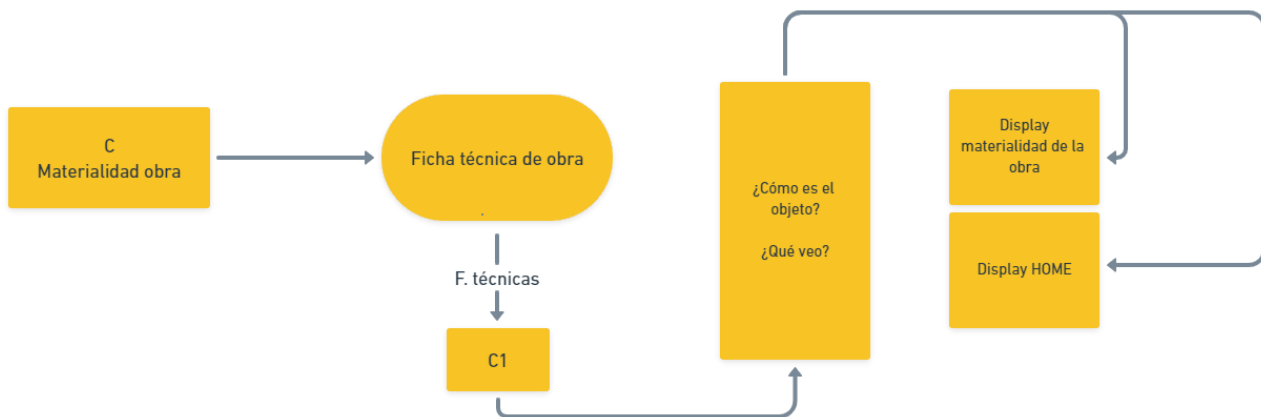 C
Materialidad obra
Ficha técnica de obra
.
F. técnicas
C1
¿Cómo es el
objeto?
¿Qué veo?
Display
materialidad de la
obra
Display HOME